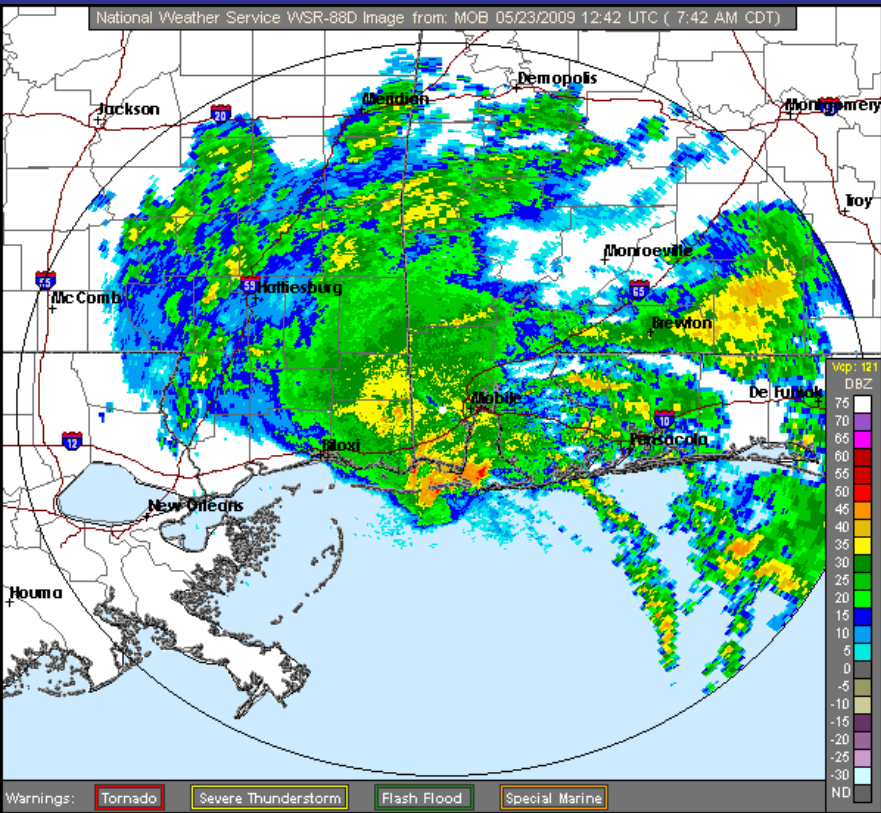 National Weather Service WSR-88D Image from: MOB 05/23/2009 12:42 UTC ( 7:42 AM CDT)
Demopolis
Meridian
Jackson
20
Montgomery
Troy
Monroeville
55
59
Hattiesburg
65
McComb
Brewton
Vcp: 121
DBZ
De Funiak
Mobile
10
12
Pensacola
Biloxi
New Orleans
Houma
75
70
65
60
55
50
45
40
35
30
25
20
15
10
5
0
-5
-10
-15
-20
-25
-30
ND
Warnings: Tornado Severe Thunderstorm Flash Flood Special Marine